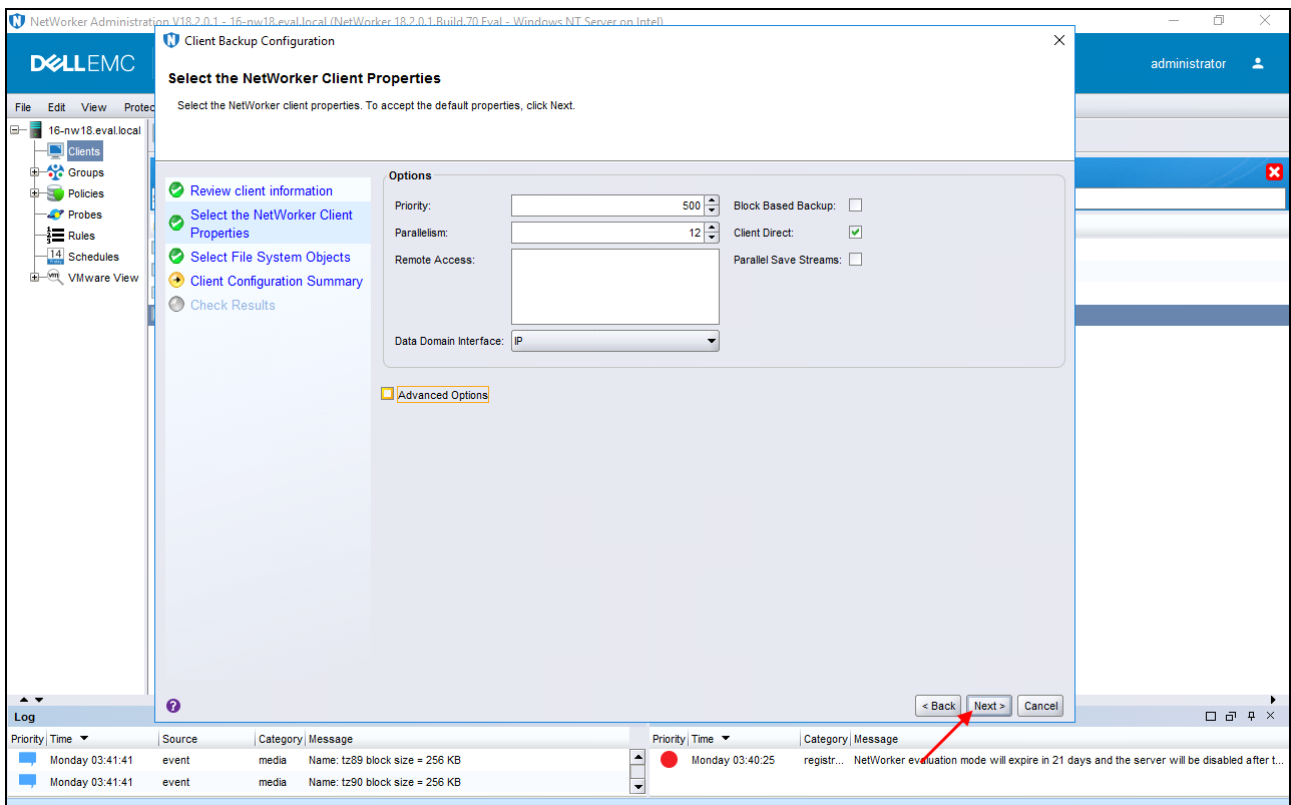 NetWorker Administration V18.2.0.1 - 16-nw18.eval.local (NetWorker 18.2.0.1.Build.70 Eval - Windows NT Server on Intel)
Client Backup Configuration
DELLEMC
administrator
Select the NetWorker Client Properties
Select the NetWorker client properties. To accept the default properties, click Next.
File Edit View Protec
16-nw18.eval.local
Clients
Groups
Policies
Probes
Rules
14 Schedules
vm VMware View
Review client information
Select the NetWorker Client
Properties
Select File System Objects
Client Configuration Summary
Check Results
Options
Priority: 500 Block Based Backup:
Parallelism: 12 Client Direct:
Remote Access: Parallel Save Streams:
Data Domain Interface: IP
Advanced Options
< Back Next > Cancel
Log
Priority Time Source Category Message
Monday 03:41:41 event media Name: tz89 block size = 256 KB
Monday 03:41:41 event media Name: tz90 block size = 256 KB
Priority Time Category Message
Monday 03:40:25 registr... NetWorker evaluation mode will expire in 21 days and the server will be disabled after t...